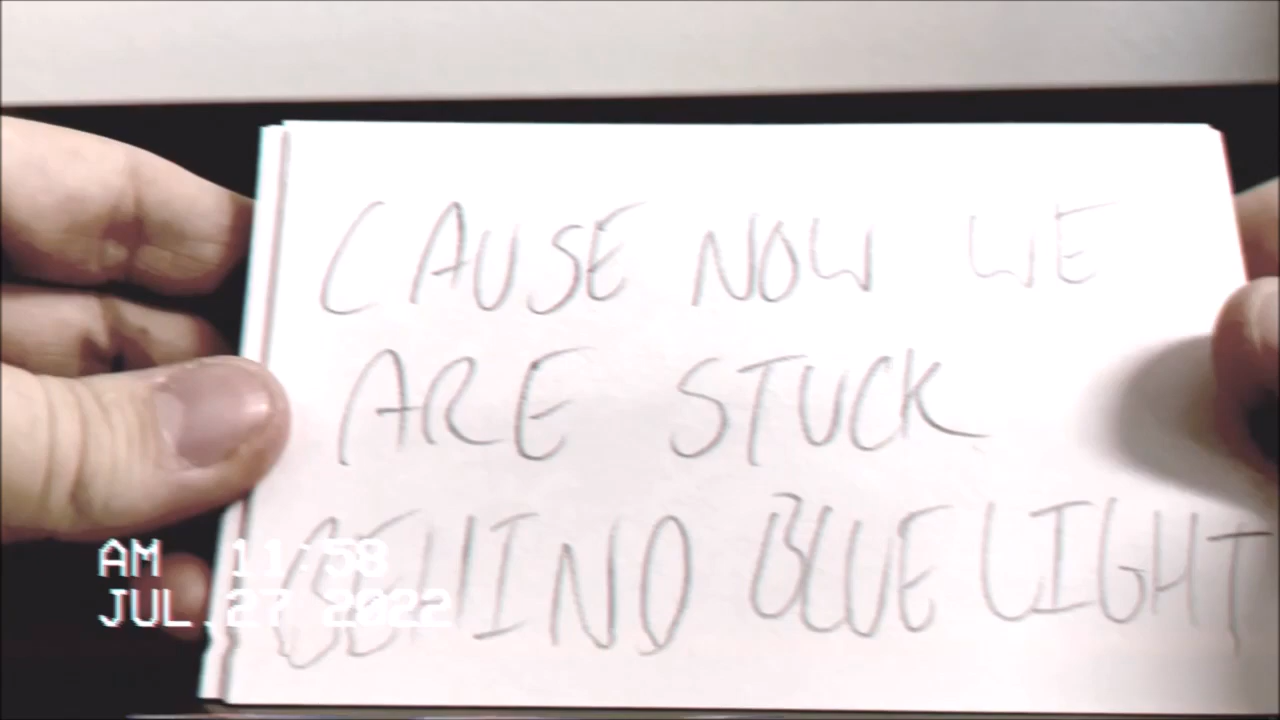 CAUSE NOW WE
ARE STUCK
BEHIND BLUE LIGHT
AM 11:58
JUL.27 2022